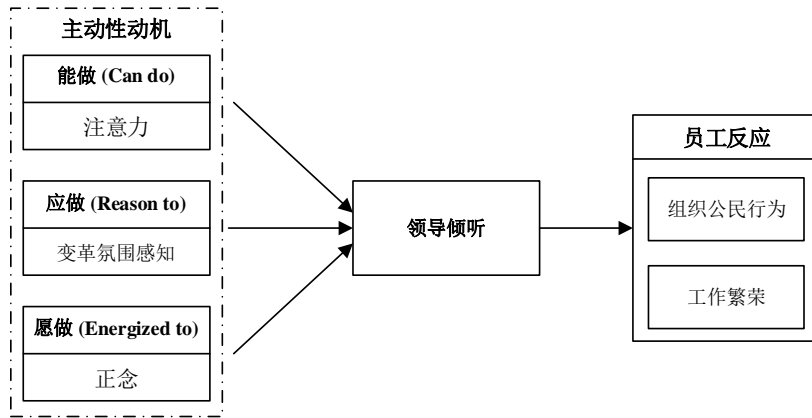 主动性动机
能做 (Can do)
注意力
应做 (Reason to)
变革氛围感知
愿做 (Energized to)
正念
领导倾听
员工反应
组织公民行为
工作繁荣